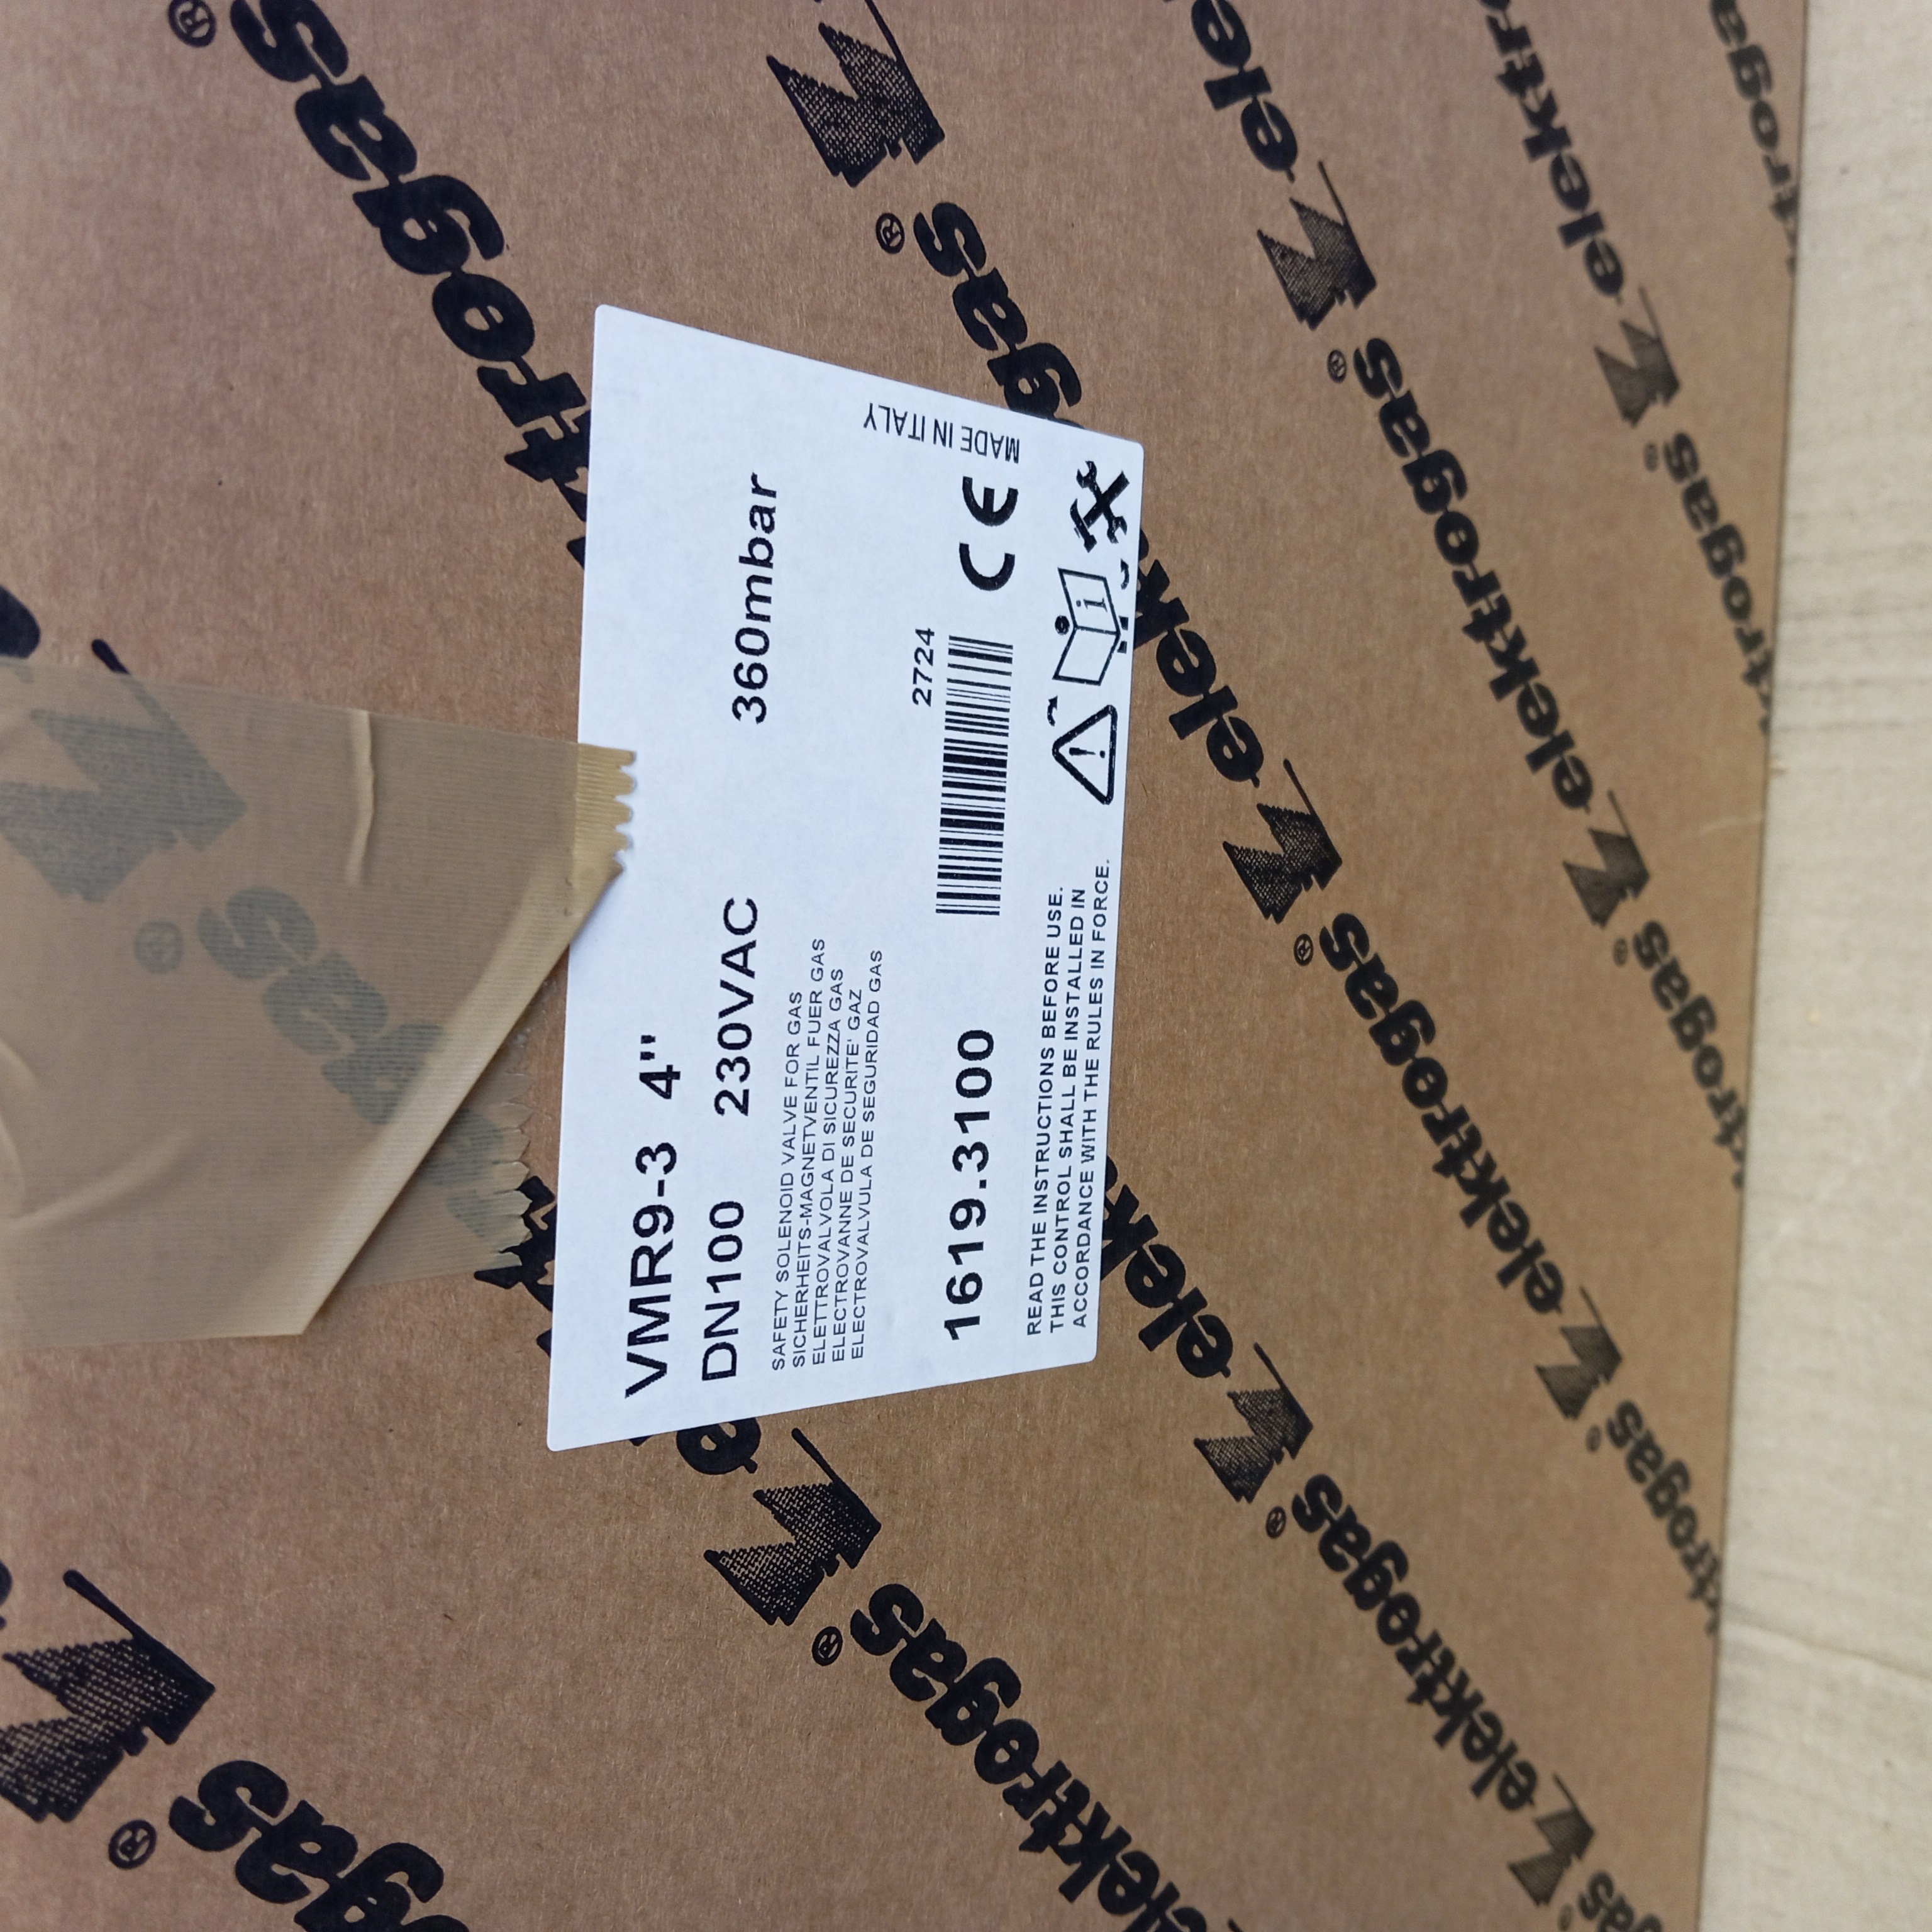 VMR9-3 4"
DN100 230VAC 360mbar
SAFETY SOLENOID VALVE FOR GAS
SICHERHEITS-MAGNETVENTIL FUER GAS
ELETTROVALVOLA DI SICUREZZA GAS
ELECTROVANNE DE SECURITE' GAZ
ELECTROVALVULA DE SEGURIDAD GAS
2724
1619.3100
CE
MADE IN ITALY
READ THE INSTRUCTIONS BEFORE USE.
THIS CONTROL SHALL BE INSTALLED IN
ACCORDANCE WITH THE RULES IN FORCE.
i
elektrogas®
elektrogas®
elektrogas®
elektrogas®
elektrogas®
elektrogas®
elektrogas®